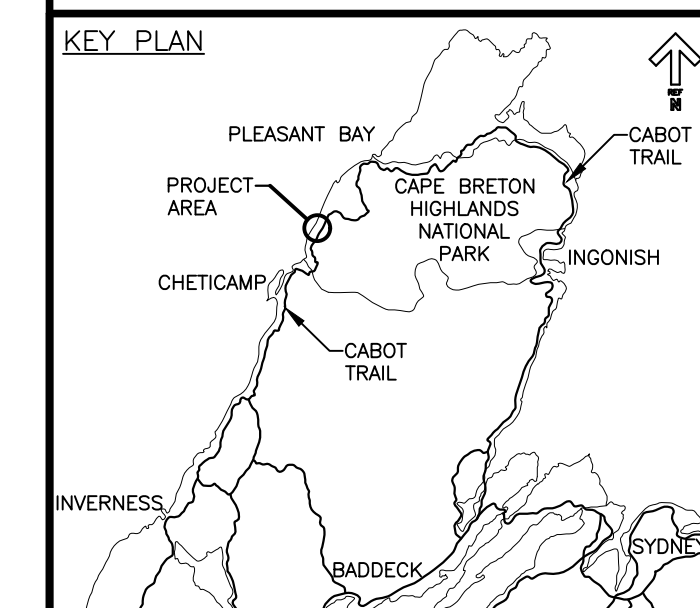 KEY PLAN
REF
N
PLEASANT BAY
CABOT
TRAIL
PROJECT
AREA
CAPE BRETON
HIGHLANDS
NATIONAL
PARK
INGONISH
CHETICAMP
CABOT
TRAIL
INVERNESS
SYDNEY
BADDECK